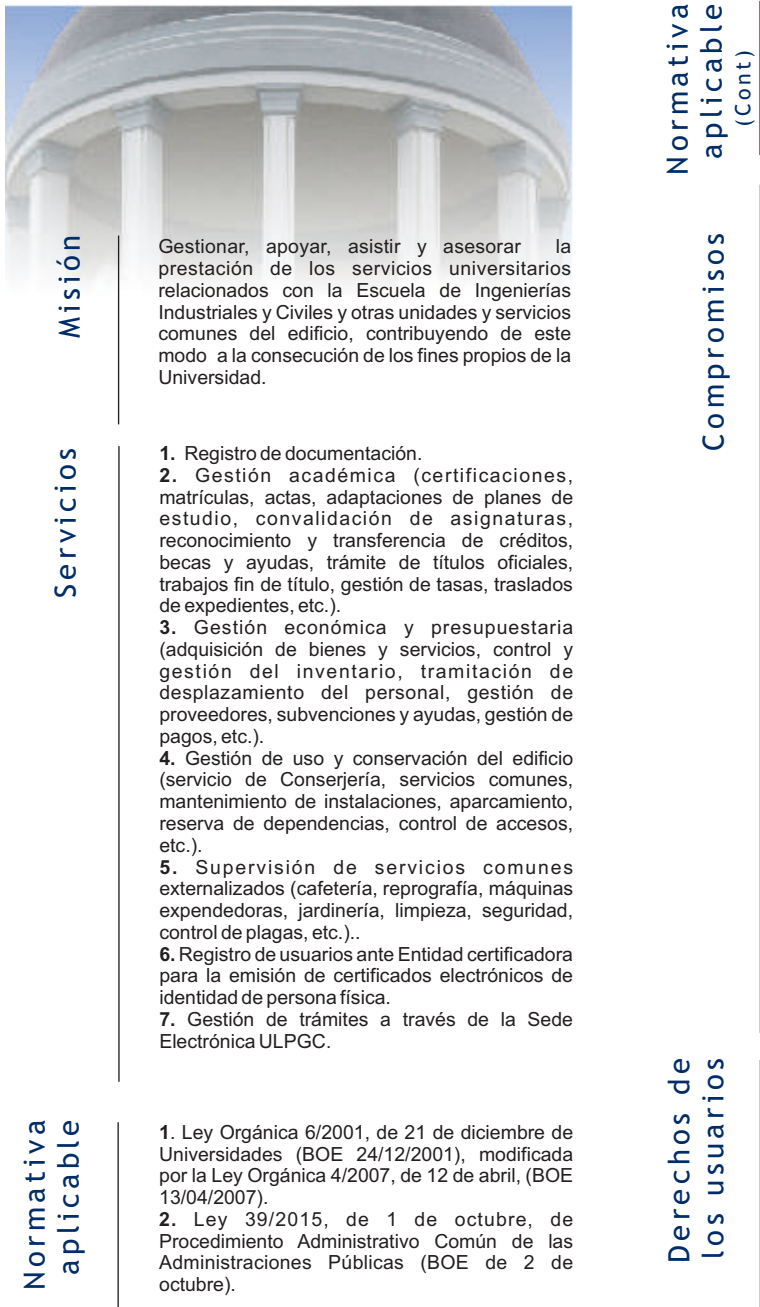 Misión
Gestionar, apoyar, asistir y asesorar la
prestación de los servicios universitarios
relacionados con la Escuela de Ingenierías
Industriales y Civiles y otras unidades y servicios
comunes del edificio, contribuyendo de este
modo a la consecución de los fines propios de la
Universidad.
Servicios
1. Registro de documentación.
2. Gestión académica (certificaciones,
matrículas, actas, adaptaciones de planes de
estudio, convalidación de asignaturas,
reconocimiento y transferencia de créditos,
becas y ayudas, trámite de títulos oficiales,
trabajos fin de título, gestión de tasas, traslados
de expedientes, etc.).
3. Gestión económica y presupuestaria
(adquisición de bienes y servicios, control y
gestión del inventario, tramitación de
desplazamiento del personal, gestión de
proveedores, subvenciones y ayudas, gestión de
pagos, etc.).
4. Gestión de uso y conservación del edificio
(servicio de Conserjería, servicios comunes,
mantenimiento de instalaciones, aparcamiento,
reserva de dependencias, control de accesos,
etc.).
5. Supervisión de servicios comunes
externalizados (cafetería, reprografía, máquinas
expendedoras, jardinería, limpieza, seguridad,
control de plagas, etc.)..
6. Registro de usuarios ante Entidad certificadora
para la emisión de certificados electrónicos de
identidad de persona física.
7. Gestión de trámites a través de la Sede
Electrónica ULPGC.
Normativa
aplicable
1. Ley Orgánica 6/2001, de 21 de diciembre de
Universidades (BOE 24/12/2001), modificada
por la Ley Orgánica 4/2007, de 12 de abril, (BOE
13/04/2007).
2. Ley 39/2015, de 1 de octubre, de
Procedimiento Administrativo Común de las
Administraciones Públicas (BOE de 2 de
octubre).
Normativa
aplicable
(Cont)
Compromisos
Derechos de
los usuarios